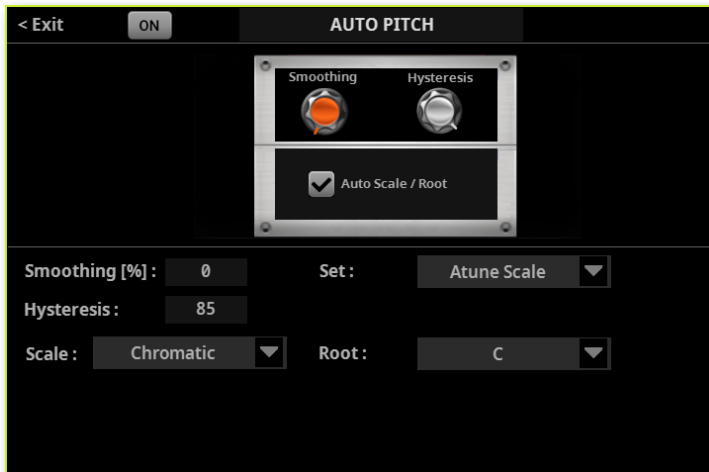 < Exit ON AUTO PITCH
Smoothing Hysteresis
Auto Scale / Root
Smoothing [%] : 0 Set : Atune Scale
Hysteresis : 85
Scale : Chromatic Root : C